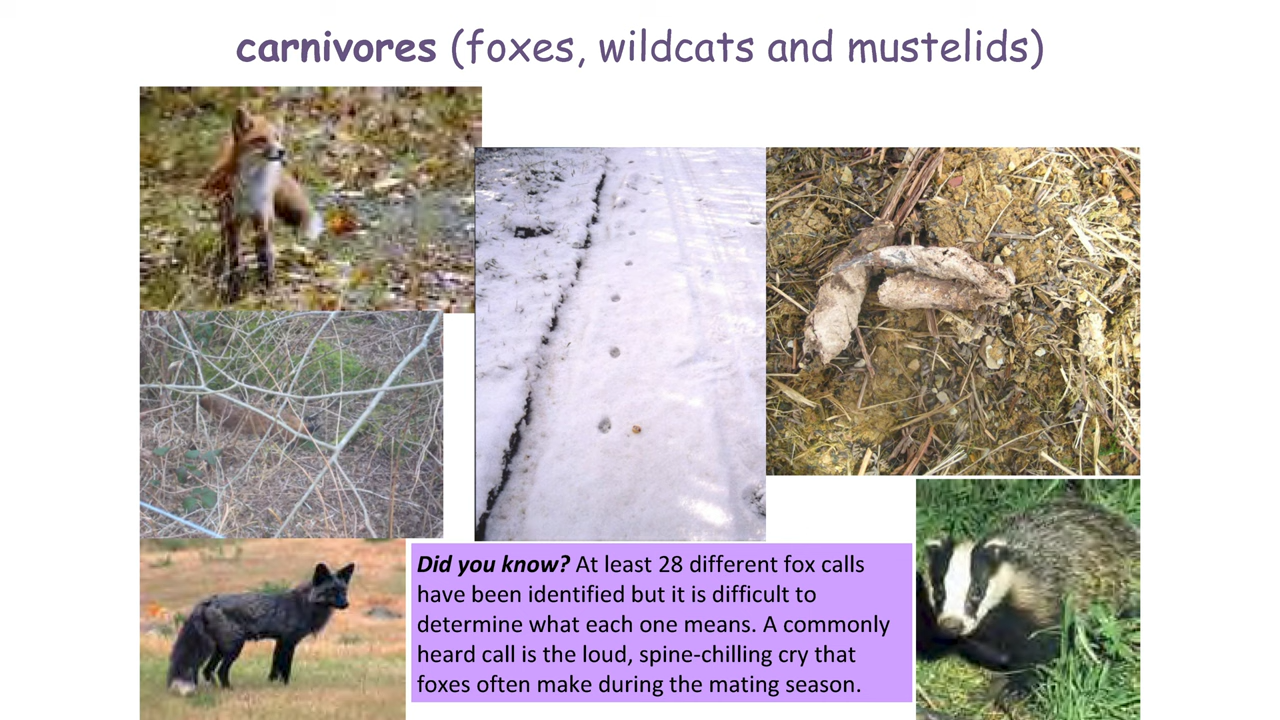 carnivores (foxes, wildcats and mustelids)
Did you know? At least 28 different fox calls
have been identified but it is difficult to
determine what each one means. A commonly
heard call is the loud, spine-chilling cry that
foxes often make during the mating season.